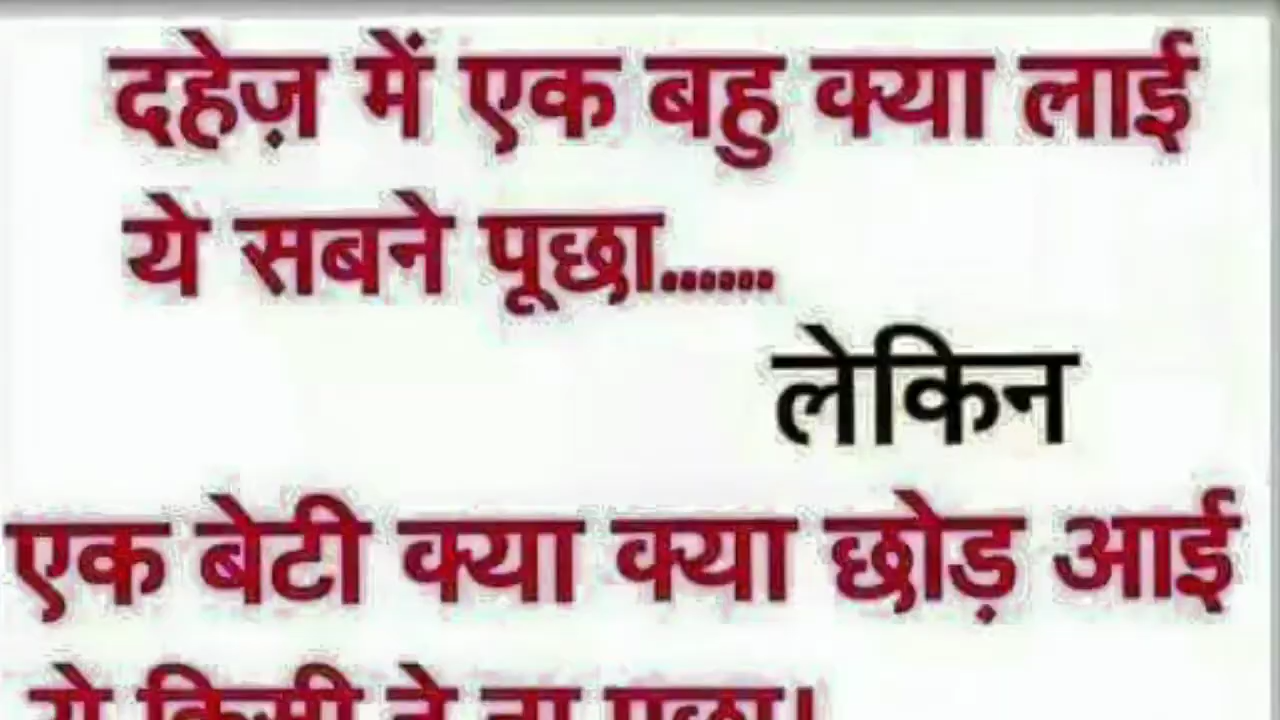 दहेज़ में एक बहु क्या लाई
ये सबने पूछा......
लेकिन
एक बेटी क्या क्या छोड़ आई
ये किसी ने ना पूछा।